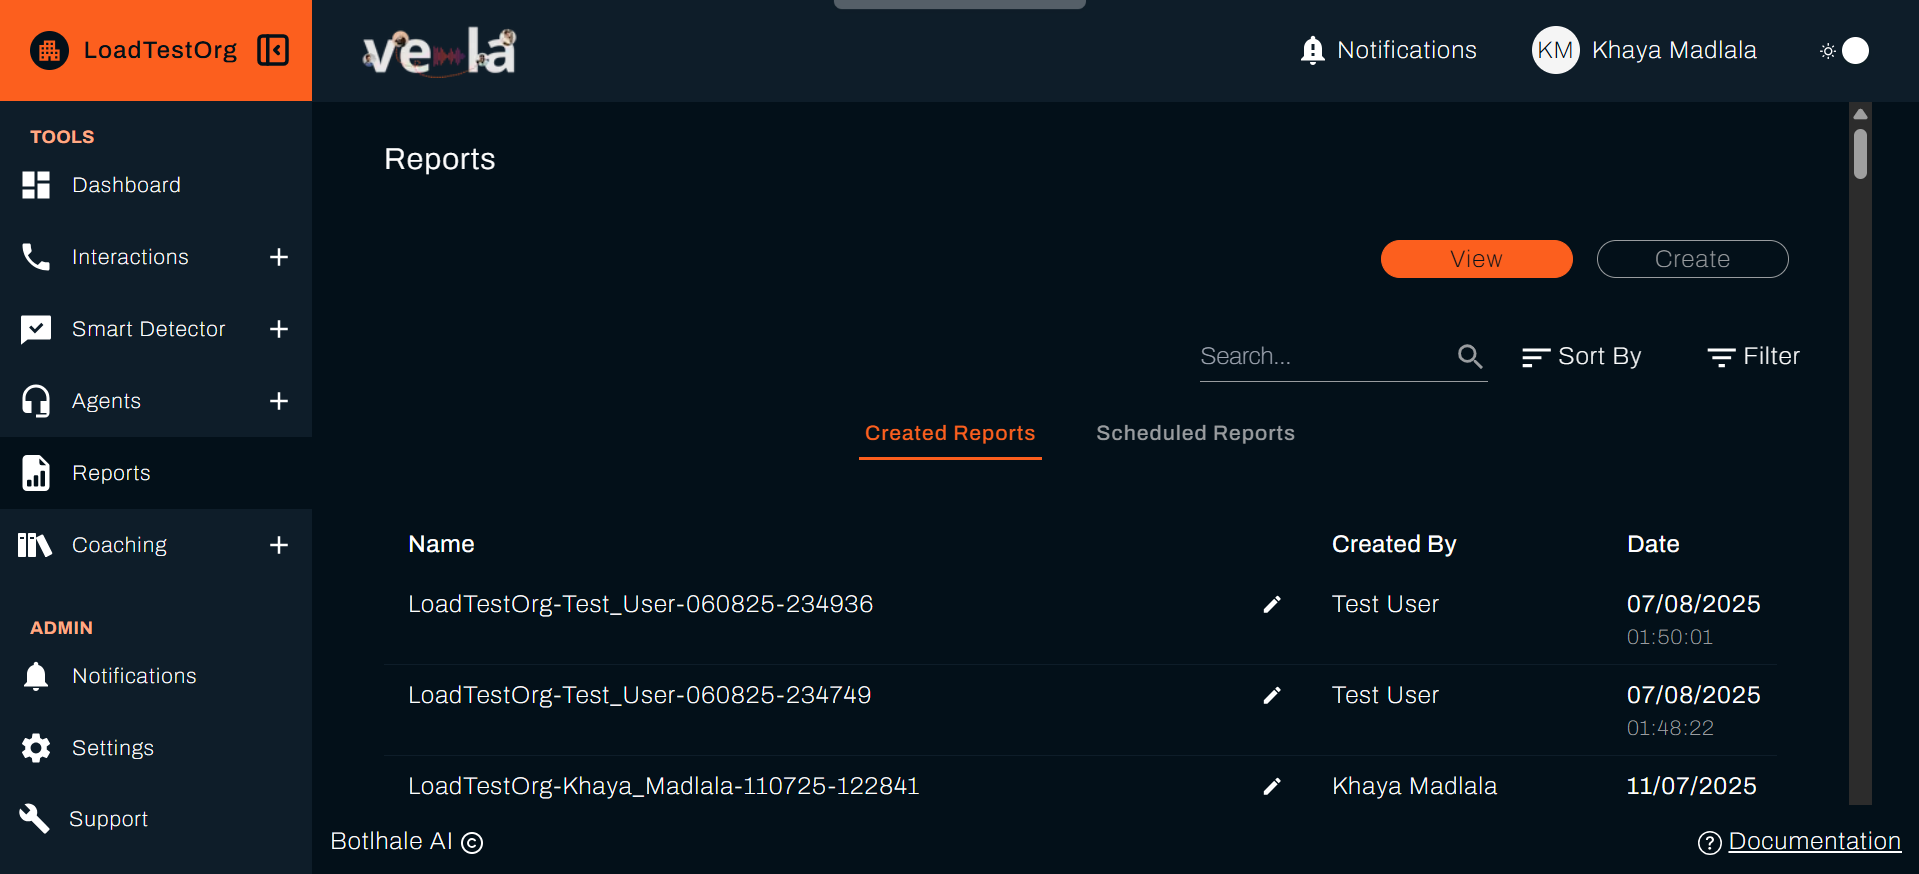 LoadTestOrg
vela
Notifications
KM
Khaya Madlala
TOOLS
Dashboard
Interactions
Smart Detector
Agents
Reports
Coaching
ADMIN
Notifications
Settings
Support
Reports
View
Create
Search...
Sort By
Filter
Created Reports
Scheduled Reports
Name
Created By
Date
LoadTestOrg-Test_User-060825-234936
Test User
07/08/2025
01:50:01
LoadTestOrg-Test_User-060825-234749
Test User
07/08/2025
01:48:22
LoadTestOrg-Khaya_Madlala-110725-122841
Khaya Madlala
11/07/2025
Botlhale AI ©
Documentation